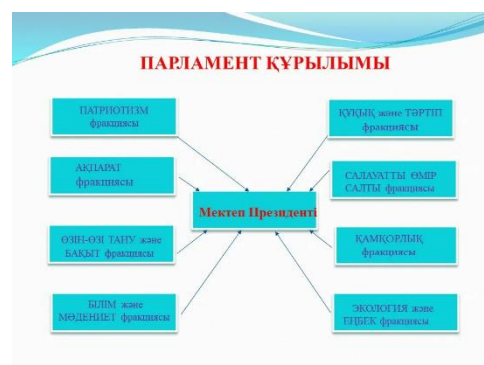 ПАРЛАМЕНТ ҚҰРЫЛЫМЫ
ПАТРИОТИЗМ
фракциясы
ҚҰҚЫҚ және ТӘРТІП
фракциясы
АҚПАРАТ
фракциясы
САЛАУАТТЫ ӨМІР
САЛТЫ фракциясы
Мектеп Президенті
ӨЗІН-ӨЗІ ТАНУ және
БАҚЫТ фракциясы
ҚАМҚОРЛЫҚ
фракциясы
БІЛІМ және
МӘДЕНИЕТ фракциясы
ЭКОЛОГИЯ және
ЕҢБЕК фракциясы